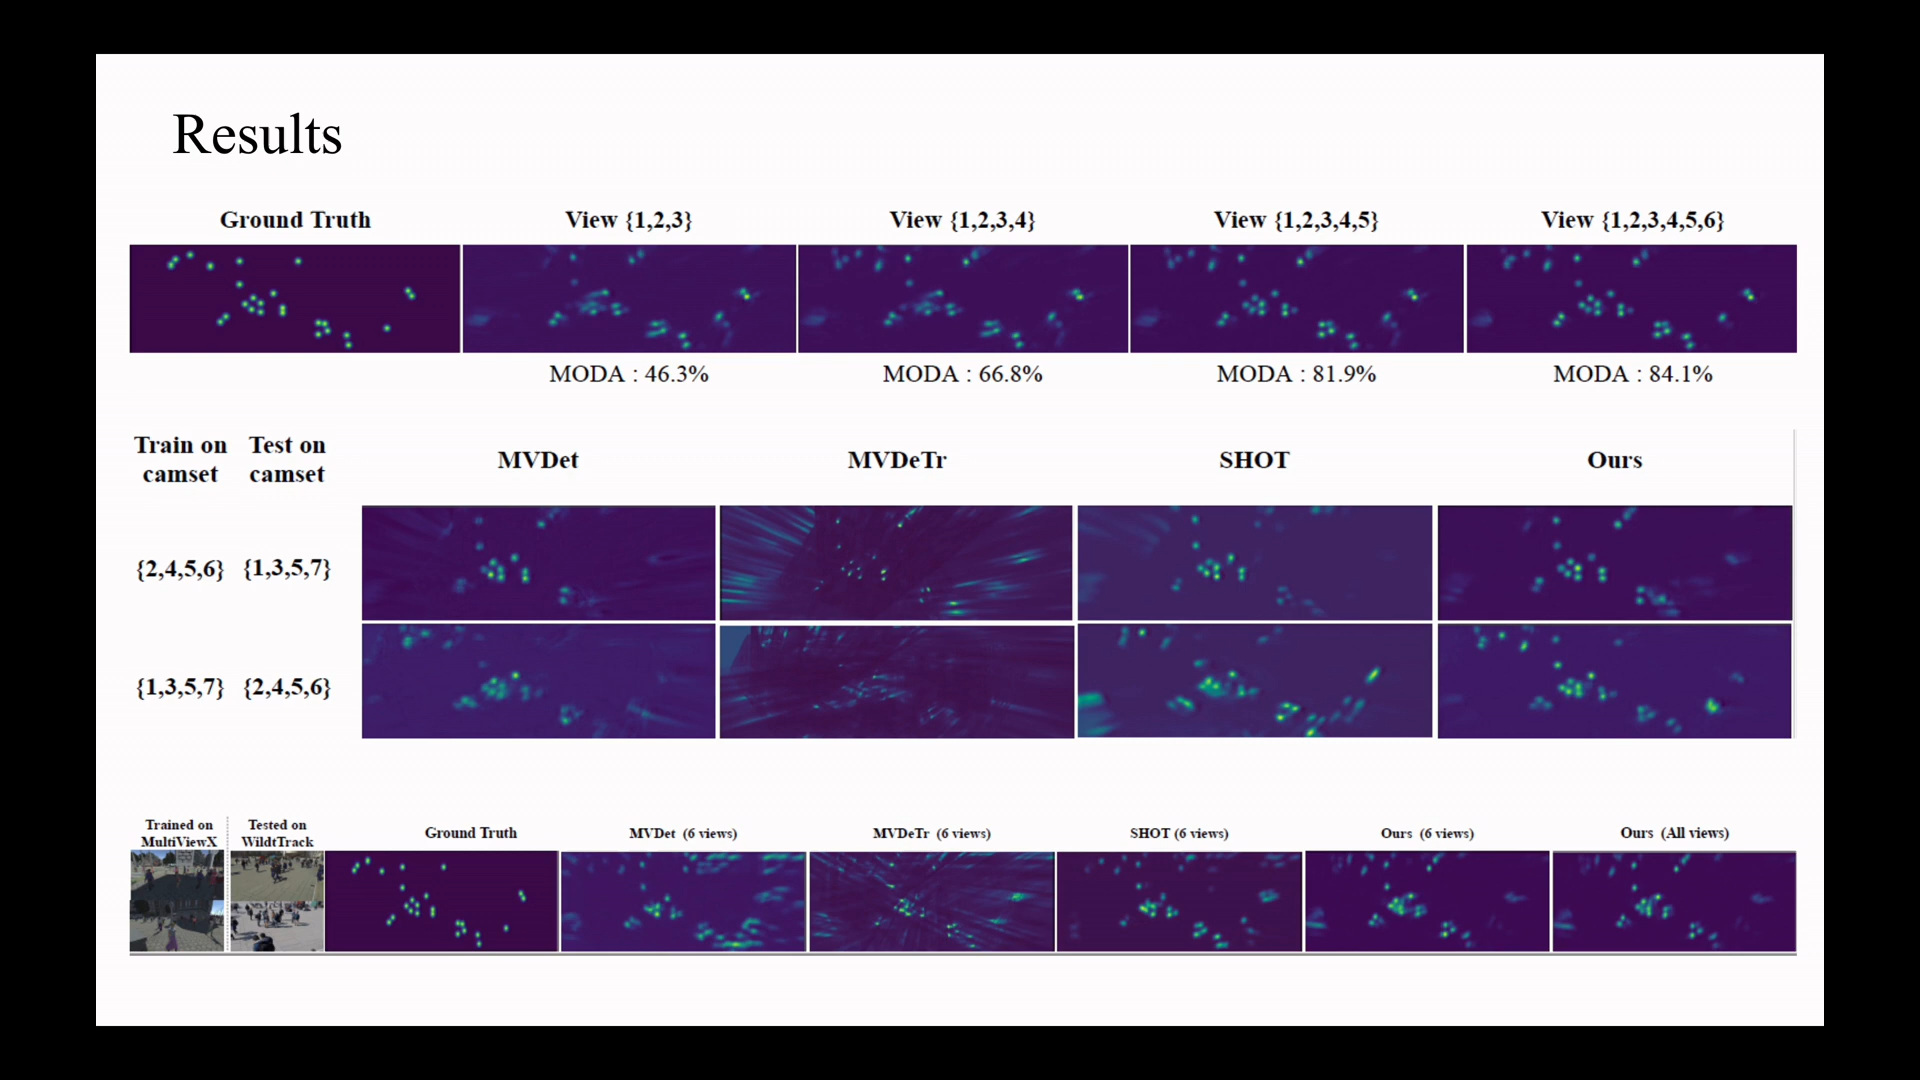 Results
Ground Truth View {1,2,3} View {1,2,3,4} View {1,2,3,4,5} View {1,2,3,4,5,6}
MODA : 46.3% MODA : 66.8% MODA : 81.9% MODA : 84.1%
Train on camset Test on camset MVDet MVDeTr SHOT Ours
{2,4,5,6} {1,3,5,7}
{1,3,5,7} {2,4,5,6}
Trained on MultiViewX Tested on WildtTrack Ground Truth MVDet (6 views) MVDeTr (6 views) SHOT (6 views) Ours (6 views) Ours (All views)